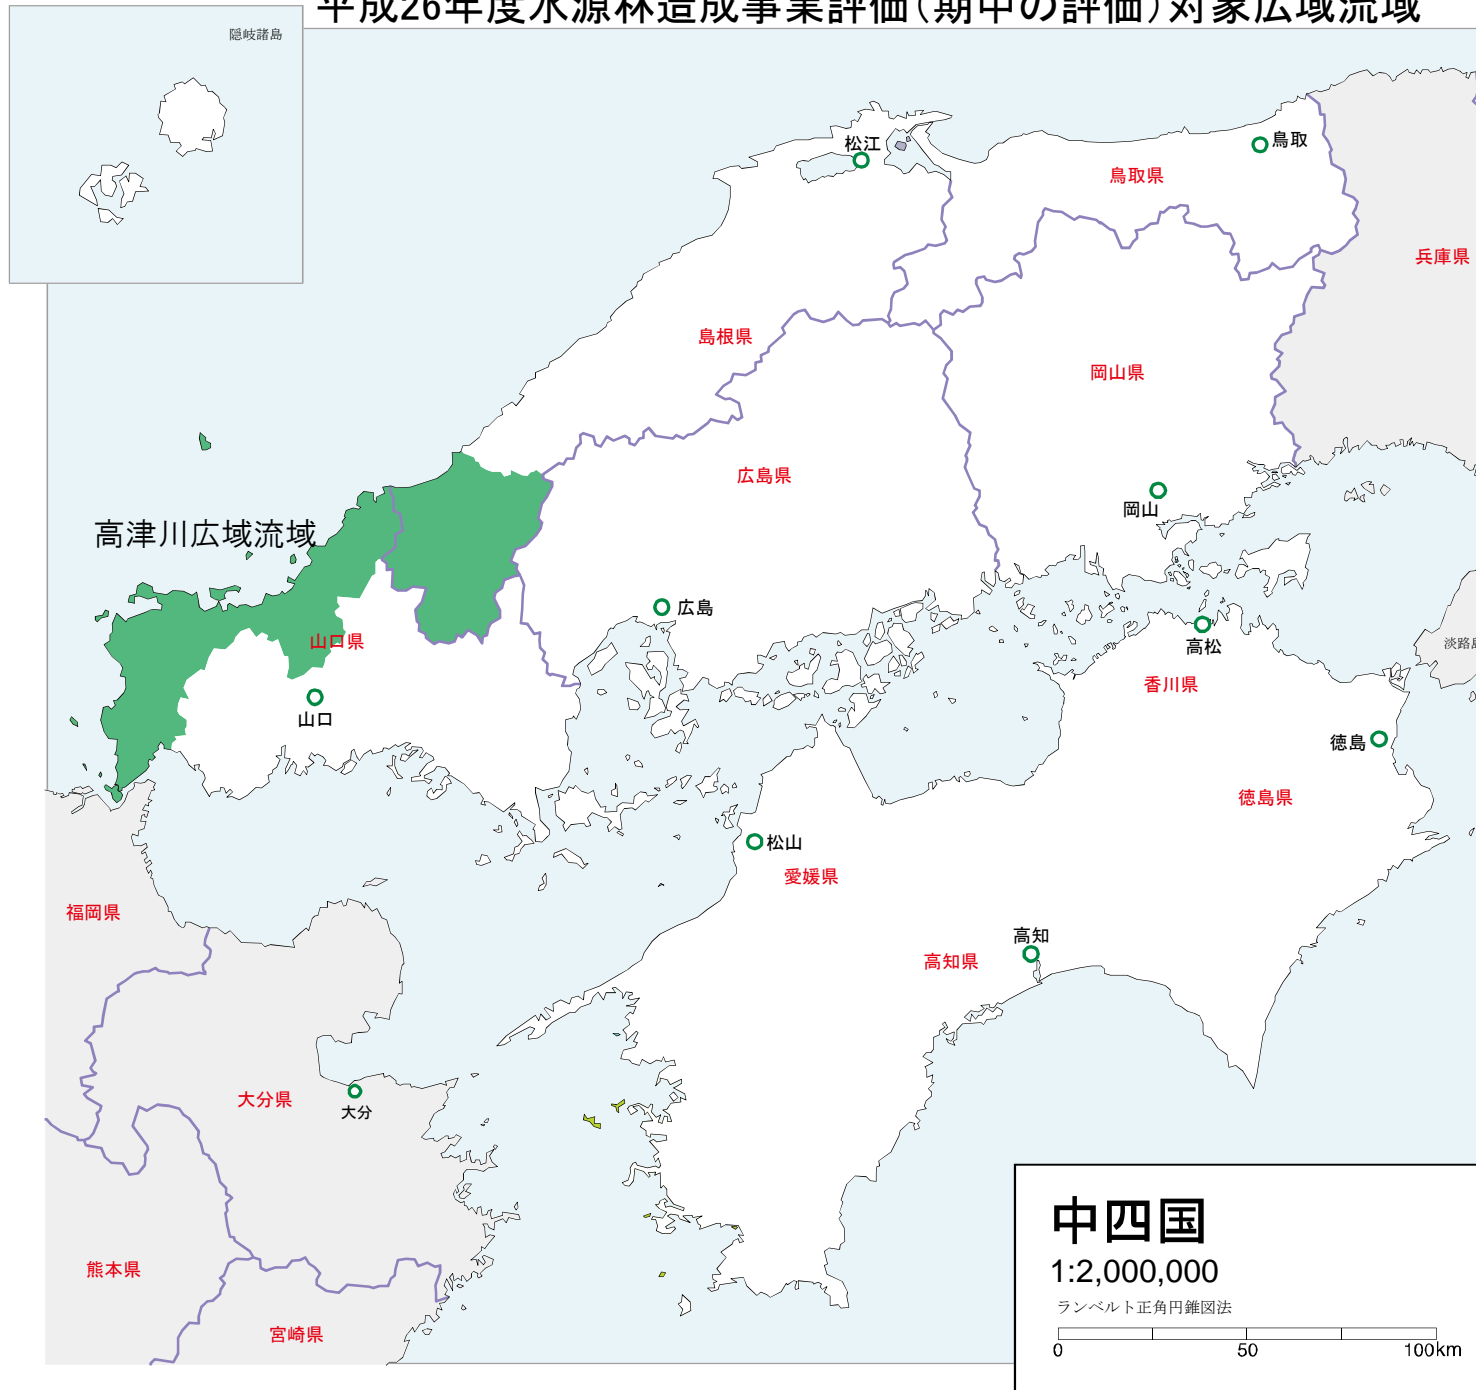 平成26年度水源林造成事業評価（期中の評価）対象広域流域
隠岐諸島
松江
鳥取
鳥取県
兵庫県
島根県
岡山県
広島県
岡山
高津川広域流域
広島
高松
淡路島
山口県
香川県
山口
徳島
徳島県
松山
愛媛県
福岡県
高知
高知県
大分県
大分
熊本県
宮崎県
中四国
1:2,000,000
ランベルト正角円錐図法
0 50 100km